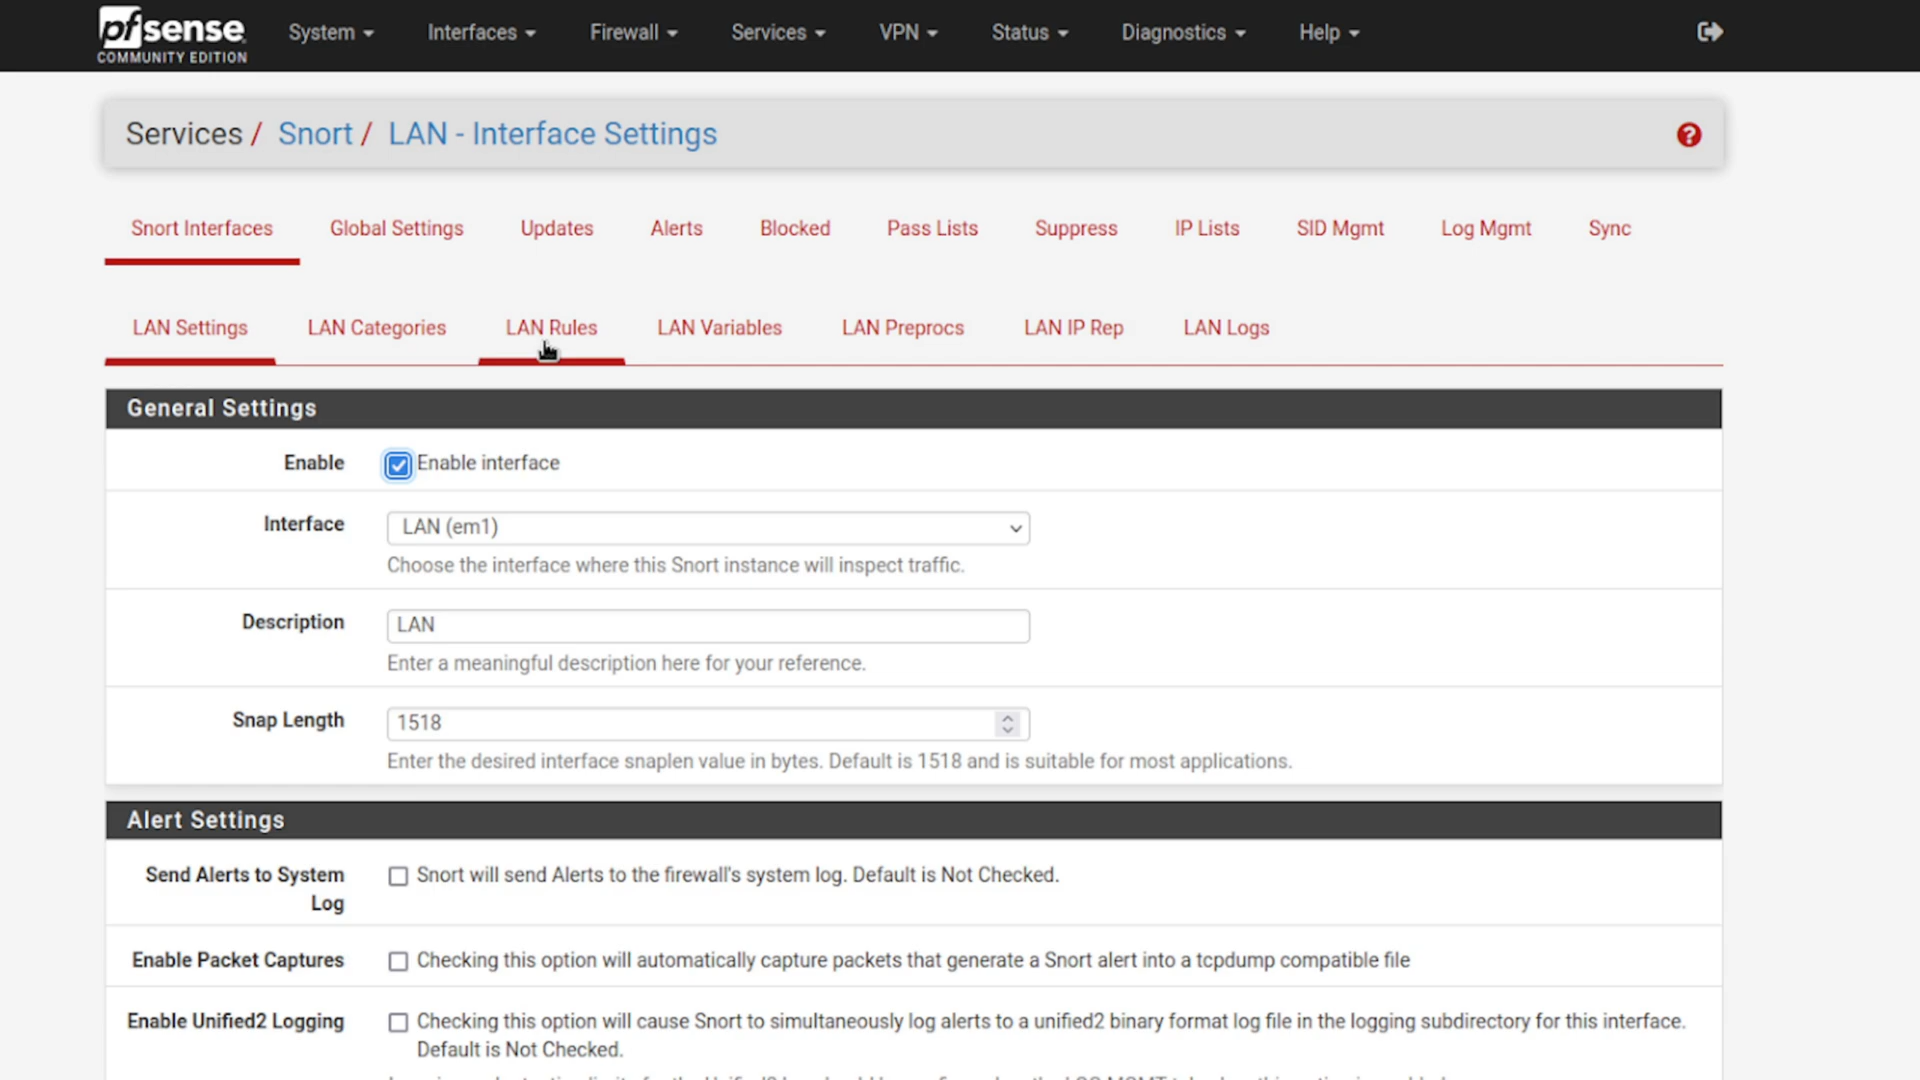 pfsense
COMMUNITY EDITION
System
Interfaces
Firewall
Services
VPN
Status
Diagnostics
Help
Services / Snort / LAN - Interface Settings
Snort Interfaces
Global Settings
Updates
Alerts
Blocked
Pass Lists
Suppress
IP Lists
SID Mgmt
Log Mgmt
Sync
LAN Settings
LAN Categories
LAN Rules
LAN Variables
LAN Preprocs
LAN IP Rep
LAN Logs
General Settings
Enable
Enable interface
Interface
LAN (em1)
Choose the interface where this Snort instance will inspect traffic.
Description
LAN
Enter a meaningful description here for your reference.
Snap Length
1518
Enter the desired interface snaplen value in bytes. Default is 1518 and is suitable for most applications.
Alert Settings
Send Alerts to System
Log
Snort will send Alerts to the firewall's system log. Default is Not Checked.
Enable Packet Captures
Checking this option will automatically capture packets that generate a Snort alert into a tcpdump compatible file
Enable Unified2 Logging
Checking this option will cause Snort to simultaneously log alerts to a unified2 binary format log file in the logging subdirectory for this interface.
Default is Not Checked.